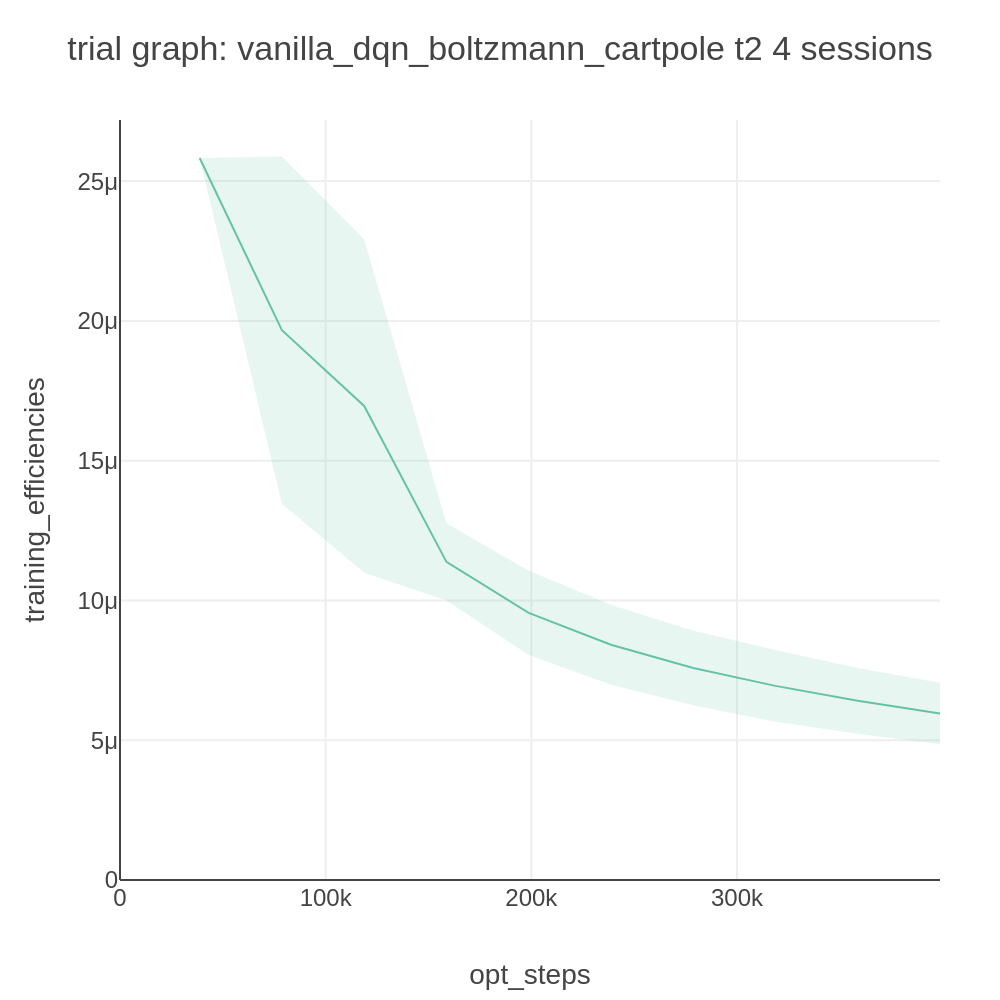 trial graph: vanilla_dqn_boltzmann_cartpole t2 4 sessions
training_efficiencies
25μ
20μ
15μ
10μ
5μ
0
0
100k
200k
300k
opt_steps